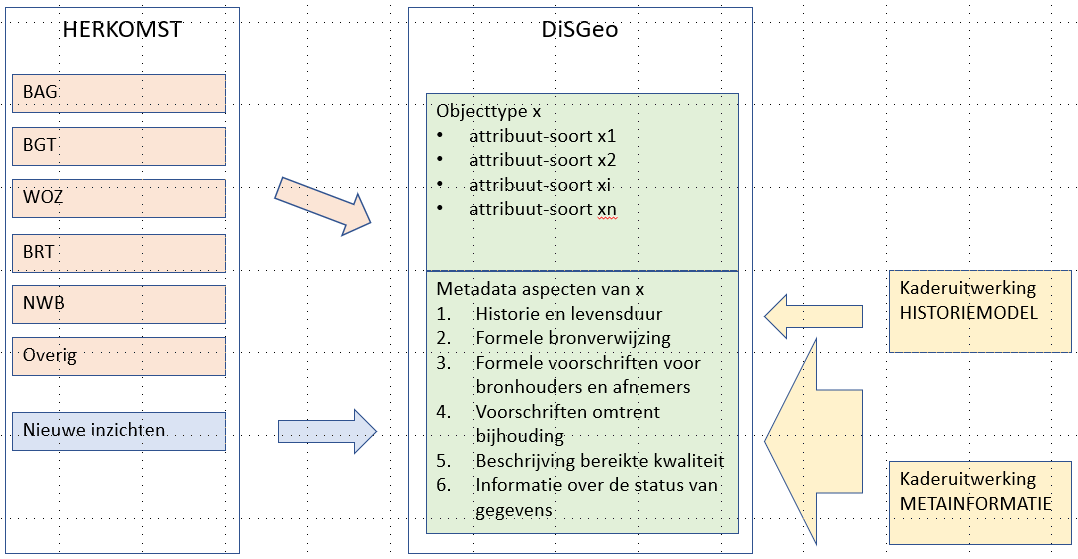 HERKOMST
BAG
BGT
WOZ
BRT
NWB
Overig
Nieuwe inzichten
DiSGeo
Objecttype x
• attribuut-soort x1
• attribuut-soort x2
• attribuut-soort xi
• attribuut-soort xn
Metadata aspecten van x
1. Historie en levensduur
2. Formele bronverwijzing
3. Formele voorschriften voor
bronhouders en afnemers
4. Voorschriften omtrent
bijhouding
5. Beschrijving bereikte kwaliteit
6. Informatie over de status van
gegevens
Kaderuitwerking
HISTORIEMODEL
Kaderuitwerking
METAINFORMATIE